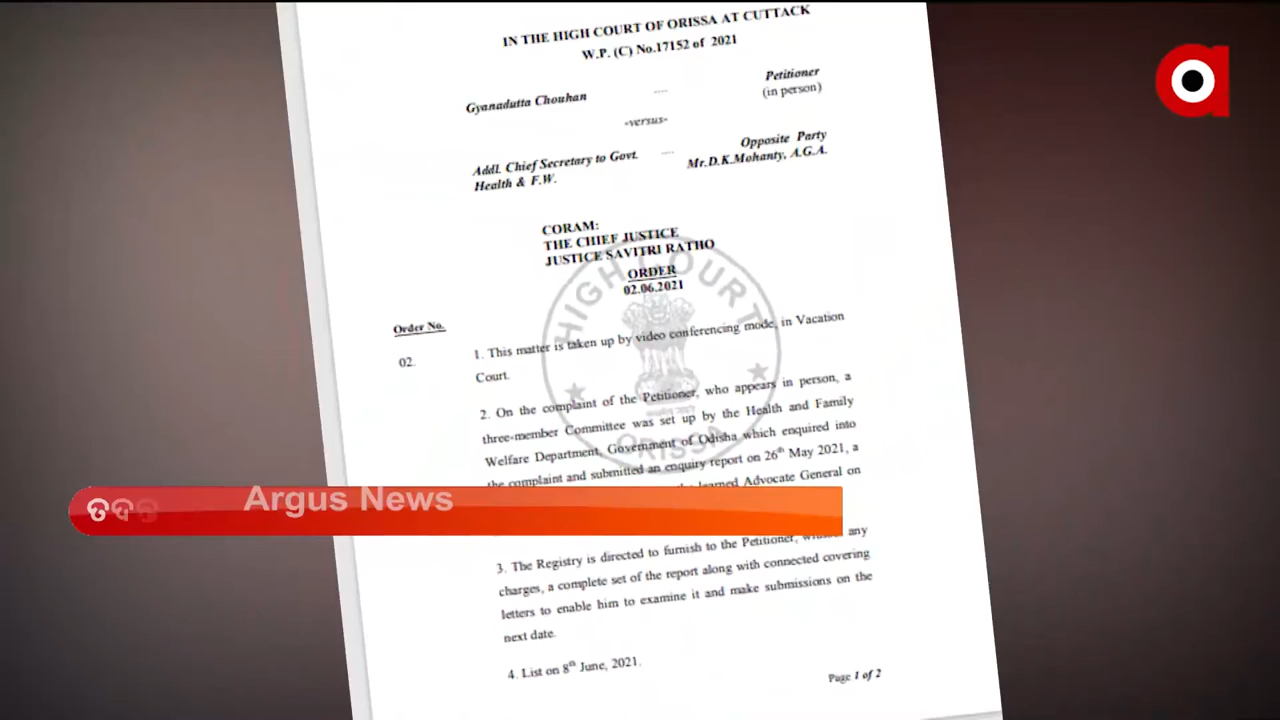 IN THE HIGH COURT OF ORISSA AT CUTTACK
W.P. (C) No.17152 of 2021
Gyanadutta Chouhan .... Petitioner
(in person)
-versus-
Addl. Chief Secretary to Govt. .... Opposite Party
Health & F.W. Mr.D.K.Mohanty, A.G.A.
CORAM:
THE CHIEF JUSTICE
JUSTICE SAVITRI RATHO
ORDER
02.06.2021
Order No.
02. 1. This matter is taken up by video conferencing mode, in Vacation
Court.
2. On the complaint of the Petitioner, who appears in person, a
three-member Committee was set up by the Health and Family
Welfare Department, Government of Odisha which enquired into
the complaint and submitted an enquiry report on 26th May 2021, a
learned Advocate General on
3. The Registry is directed to furnish to the Petitioner, any
charges, a complete set of the report along with connected covering
letters to enable him to examine it and make submissions on the
next date.
4. List on 8th June, 2021.
Page 1 of 2
HIGH COURT
ORISSA
सत्यमेव जयते
Argus News